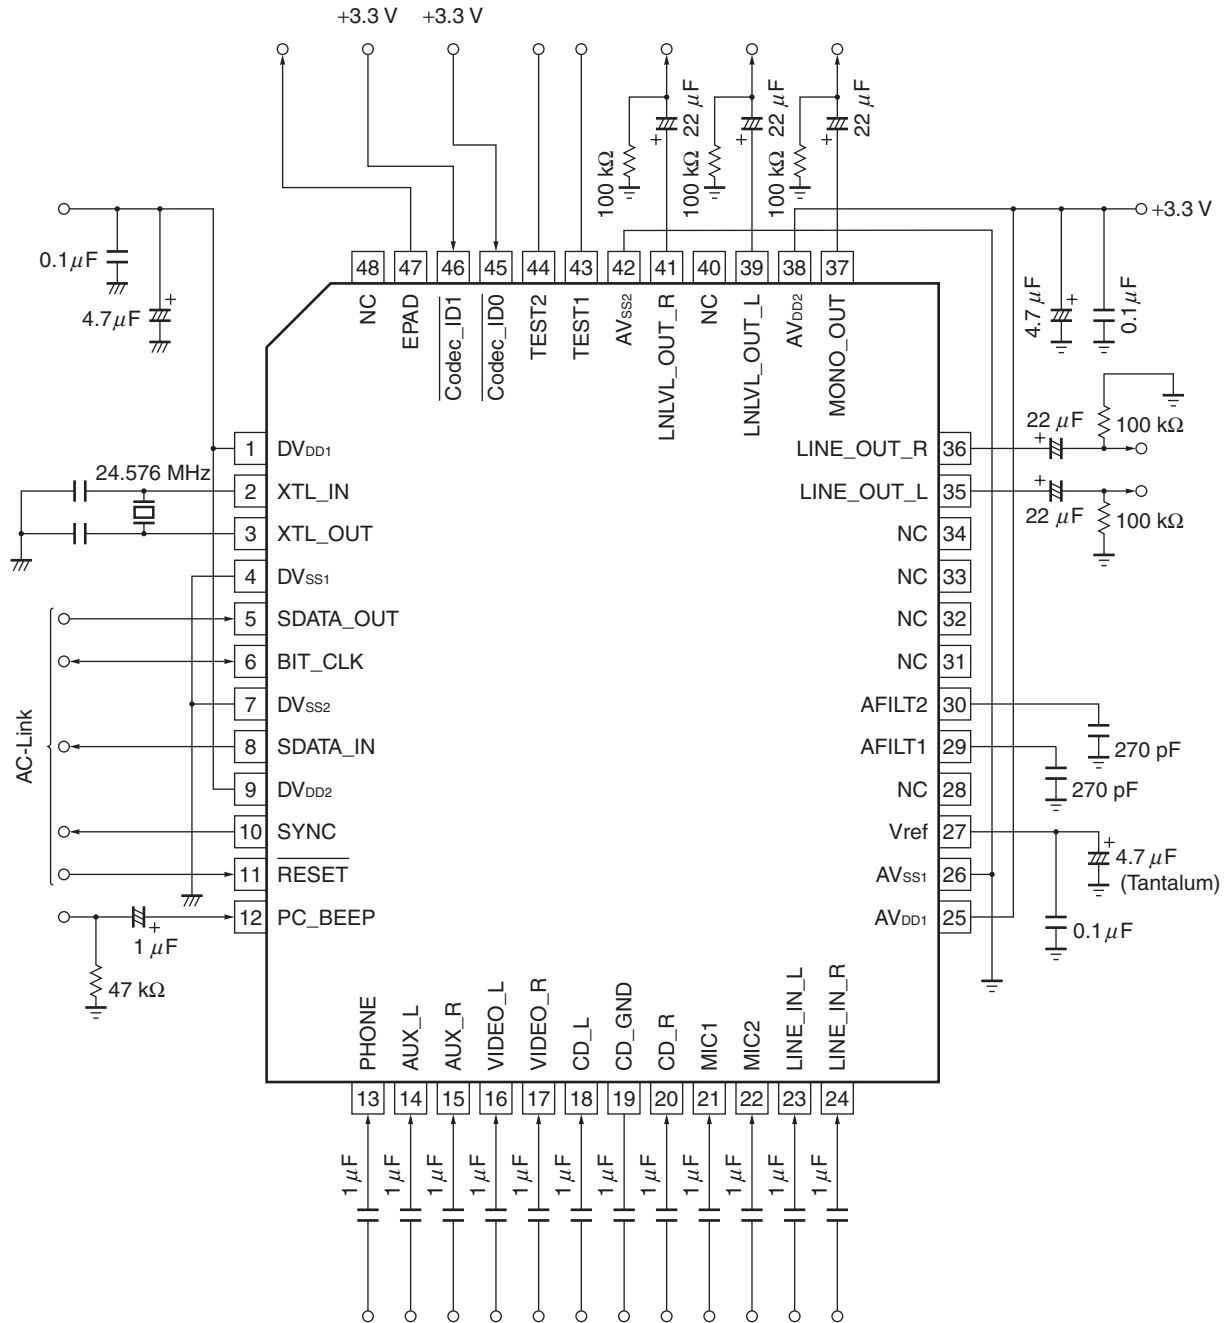 +3.3 V +3.3 V
22 μF 22 μF 22 μF
100 kΩ 100 kΩ 100 kΩ
+ + +
+3.3 V
0.1 μF
4.7 μF +
4.7 μF + 0.1 μF
48 47 46 45 44 43 42 41 40 39 38 37
NC
EPAD
Codec_ID1
Codec_ID0
TEST2
TEST1
AVSS2
LNLVL_OUT_R
NC
LNLVL_OUT_L
AVDD2
MONO_OUT
1 DVDD1
24.576 MHz
2 XTL_IN
3 XTL_OUT
4 DVSS1
5 SDATA_OUT
6 BIT_CLK
7 DVSS2
8 SDATA_IN
9 DVDD2
10 SYNC
11 RESET
12 PC_BEEP
AC-Link
+
1 μF
47 kΩ
LINE_OUT_R 36
22 μF
+
100 kΩ
LINE_OUT_L 35
+
22 μF
100 kΩ
NC 34
NC 33
NC 32
NC 31
AFILT2 30
270 pF
AFILT1 29
270 pF
NC 28
Vref 27
+
4.7 μF
(Tantalum)
AVSS1 26
AVDD1 25
0.1 μF
PHONE
AUX_L
AUX_R
VIDEO_L
VIDEO_R
CD_L
CD_GND
CD_R
MIC1
MIC2
LINE_IN_L
LINE_IN_R
13 14 15 16 17 18 19 20 21 22 23 24
1 μF 1 μF 1 μF 1 μF 1 μF 1 μF 1 μF 1 μF 1 μF 1 μF 1 μF 1 μF